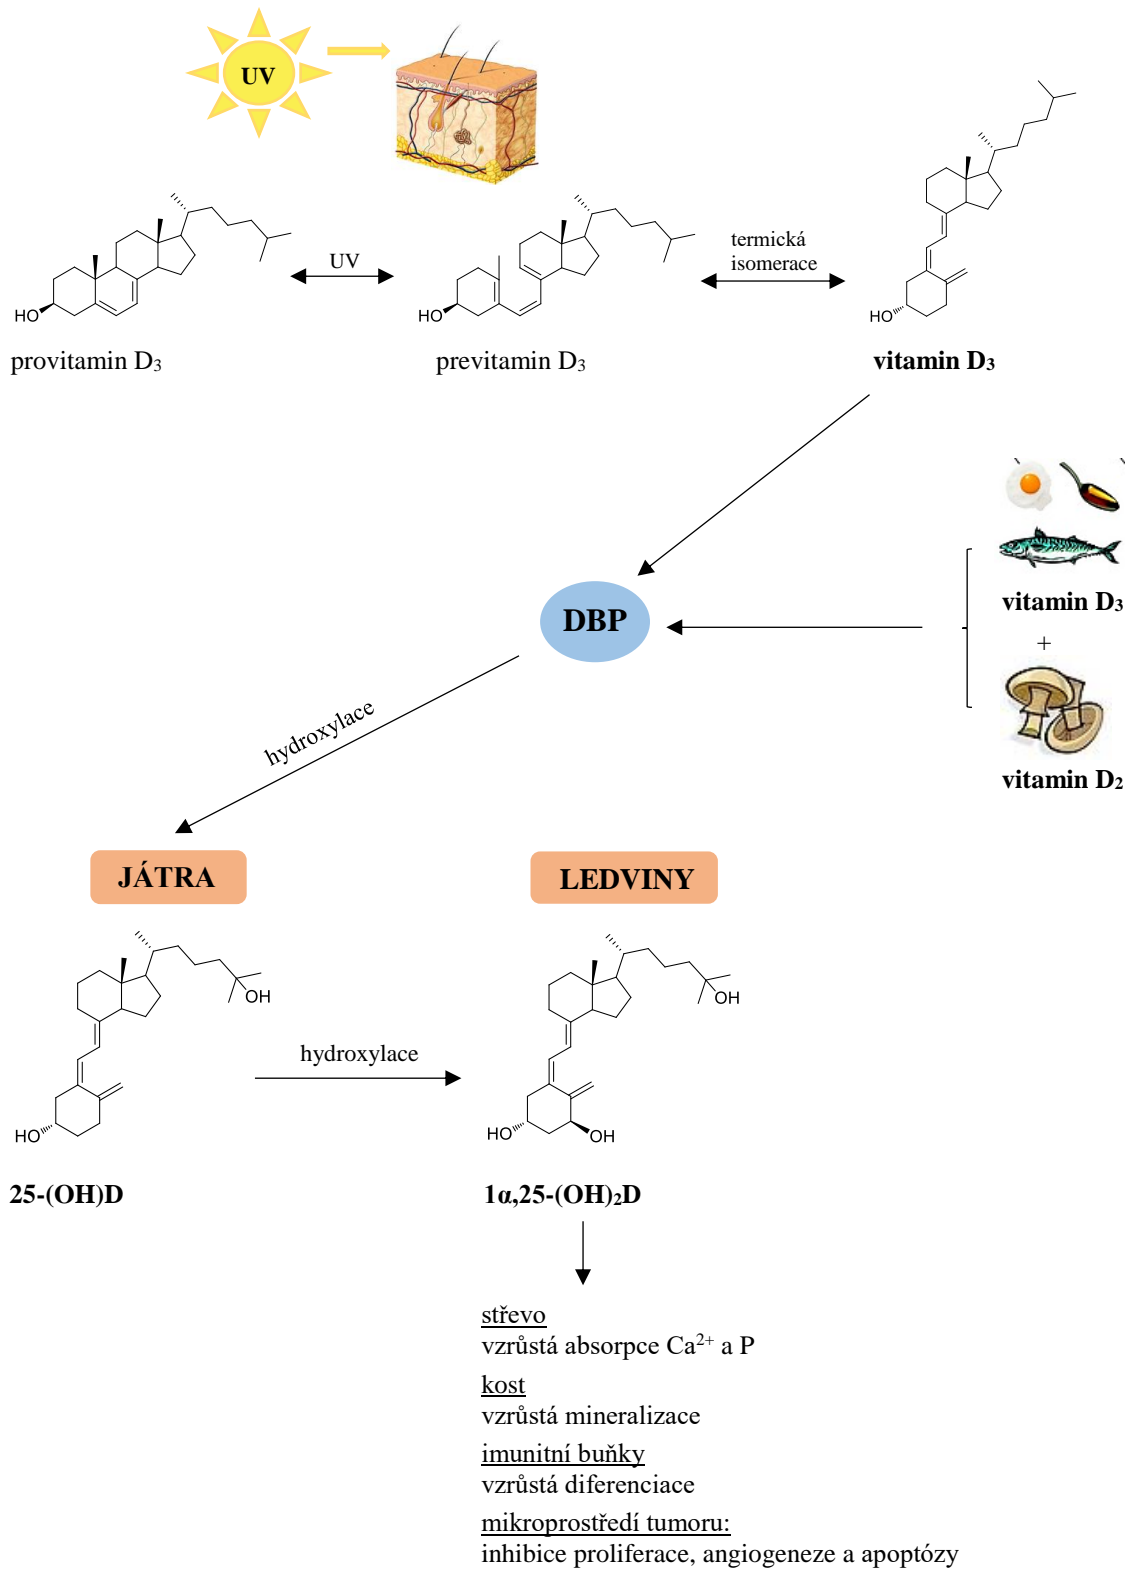 UV
UV
termická
isomerace
HO
HO
HO
provitamin D₃
previtamin D₃
vitamin D₃
DBP
vitamin D₃
+
vitamin D₂
hydroxylace
JÁTRA
LEDVINY
OH
OH
hydroxylace
HO
HO
OH
25-(OH)D
1α,25-(OH)₂D
střevo
vzrůstá absorpce Ca²⁺ a P
kost
vzrůstá mineralizace
imunitní buňky
vzrůstá diferenciace
mikroprostředí tumoru:
inhibice proliferace, angiogeneze a apoptózy